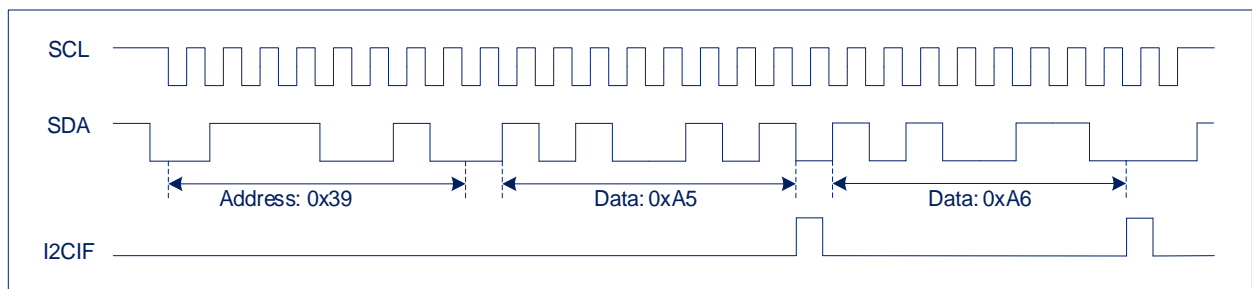 SCL
SDA
Address: 0x39 Data: 0xA5 Data: 0xA6
I2CIF